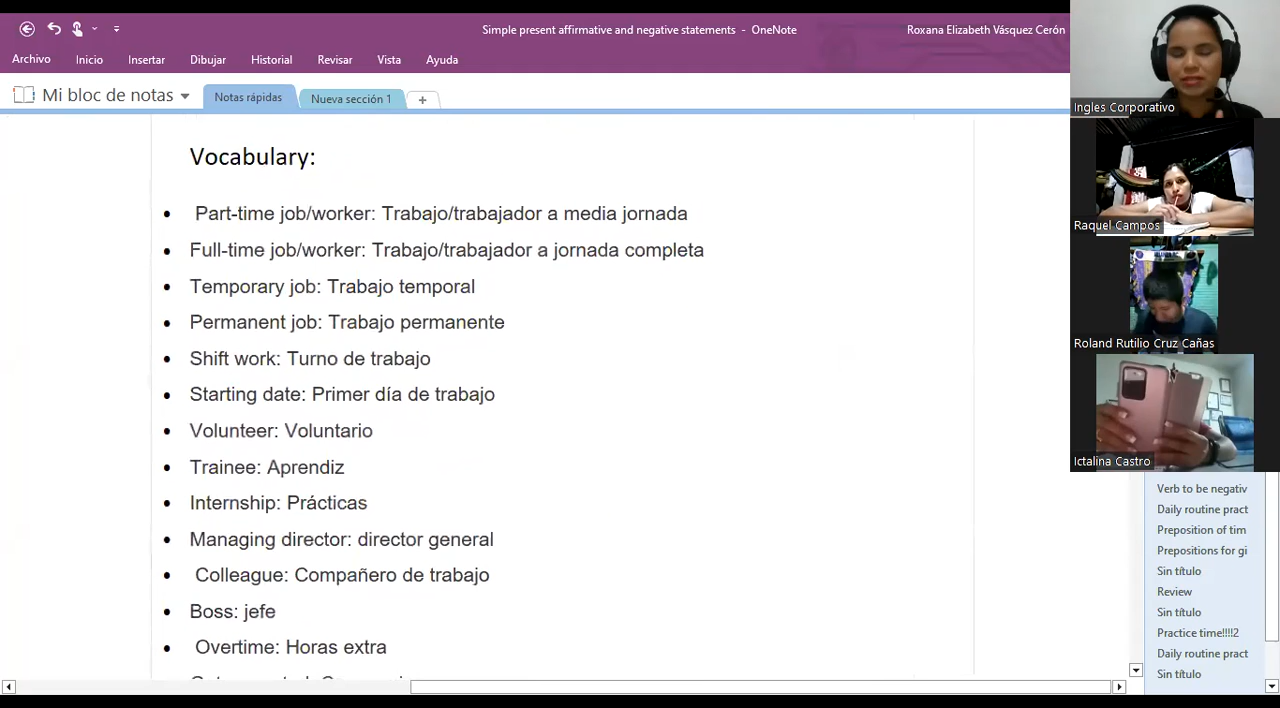 Simple present affirmative and negative statements - OneNote
Roxana Elizabeth Vásquez Cerón
Archivo Inicio Insertar Dibujar Historial Revisar Vista Ayuda
Mi bloc de notas Notas rápidas Nueva sección 1 +
Vocabulary:
• Part-time job/worker: Trabajo/trabajador a media jornada
• Full-time job/worker: Trabajo/trabajador a jornada completa
• Temporary job: Trabajo temporal
• Permanent job: Trabajo permanente
• Shift work: Turno de trabajo
• Starting date: Primer día de trabajo
• Volunteer: Voluntario
• Trainee: Aprendiz
• Internship: Prácticas
• Managing director: director general
• Colleague: Compañero de trabajo
• Boss: jefe
• Overtime: Horas extra
Ingles Corporativo
Raquel Campos
Roland Rutilio Cruz Cañas
Ictalina Castro
Verb to be negativ
Daily routine pract
Preposition of tim
Prepositions for gi
Sin título
Review
Sin título
Practice time!!!!2
Daily routine pract
Sin título